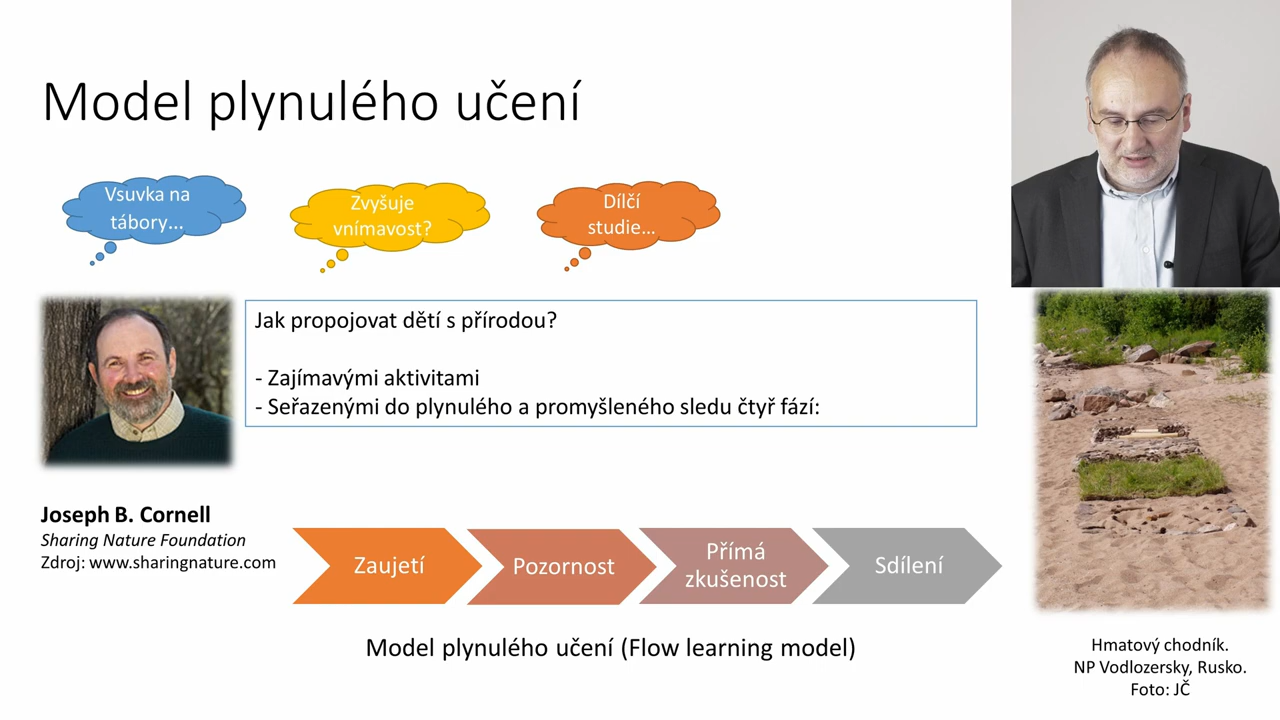 Model plynulého učení
Vsuvka na
tábory...
Zvyšuje
vnímavost?
Dílčí
studie...
Jak propojovat dětí s přírodou?
- Zajímavými aktivitami
- Seřazenými do plynulého a promyšleného sledu čtyř fází:
Joseph B. Cornell
Sharing Nature Foundation
Zdroj: www.sharingnature.com
Zaujetí
Pozornost
Přímá
zkušenost
Sdílení
Model plynulého učení (Flow learning model)
Hmatový chodník.
NP Vodlozersky, Rusko.
Foto: JČ